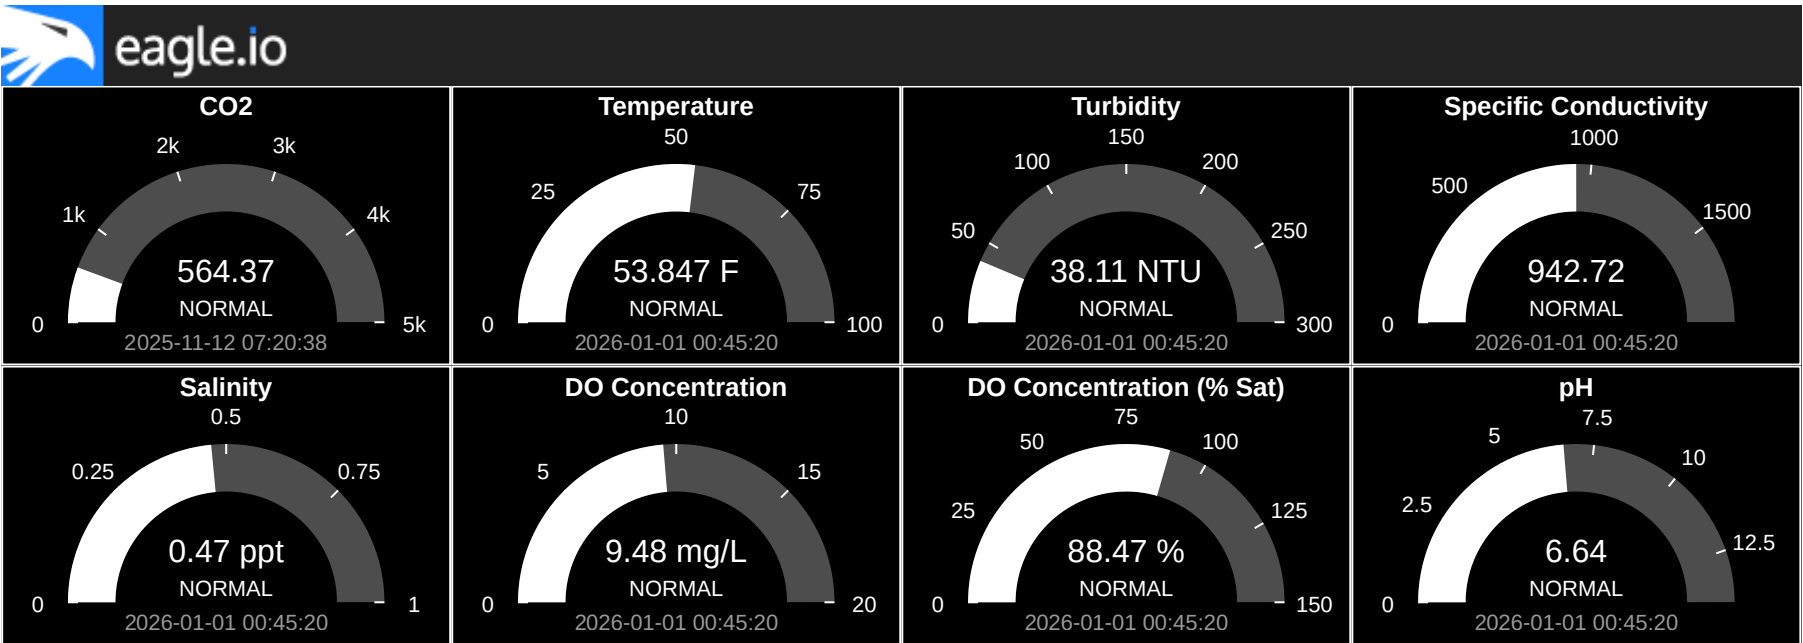 eagle.io
CO2
2k
3k
1k
4k
564.37
NORMAL
0
5k
2025-11-12 07:20:38
Temperature
50
25
75
53.847 F
NORMAL
0
100
2026-01-01 00:45:20
Turbidity
150
100
200
50
250
38.11 NTU
NORMAL
0
300
2026-01-01 00:45:20
Specific Conductivity
1000
500
1500
942.72
NORMAL
0
2026-01-01 00:45:20
Salinity
0.5
0.25
0.75
0.47 ppt
NORMAL
0
1
2026-01-01 00:45:20
DO Concentration
10
5
15
9.48 mg/L
NORMAL
0
20
2026-01-01 00:45:20
DO Concentration (% Sat)
75
50
100
25
125
88.47 %
NORMAL
0
150
2026-01-01 00:45:20
pH
7.5
5
10
2.5
12.5
6.64
NORMAL
0
2026-01-01 00:45:20